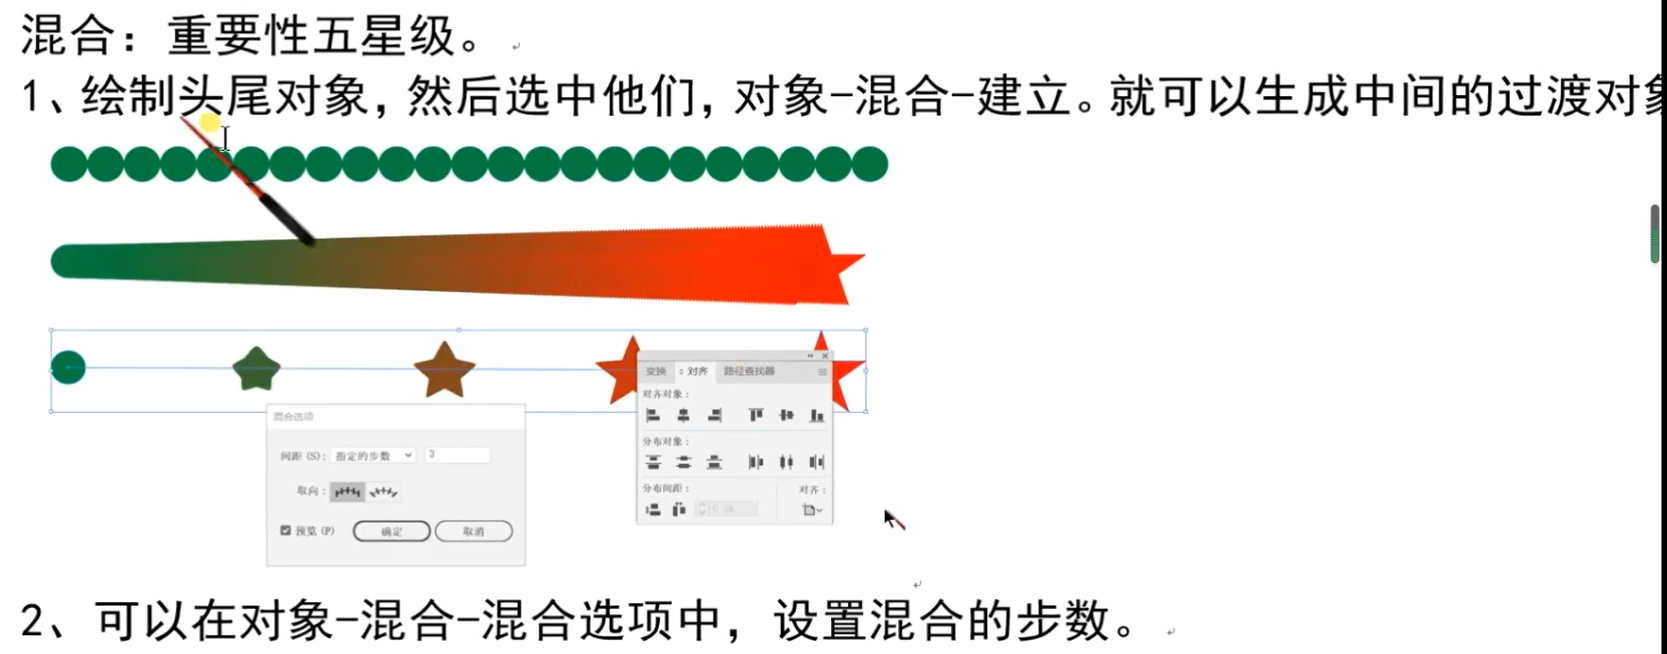 混合：重要性五星级。
1、绘制头尾对象，然后选中他们，对象-混合-建立。就可以生成中间的过渡对象
变换 对齐 路径查找器
对齐对象：
混合选项
分布对象：
间距(S)： 指定的步数 3
取向： 分布间距： 对齐：
预览(P) 确定 取消
2、可以在对象-混合-混合选项中，设置混合的步数。